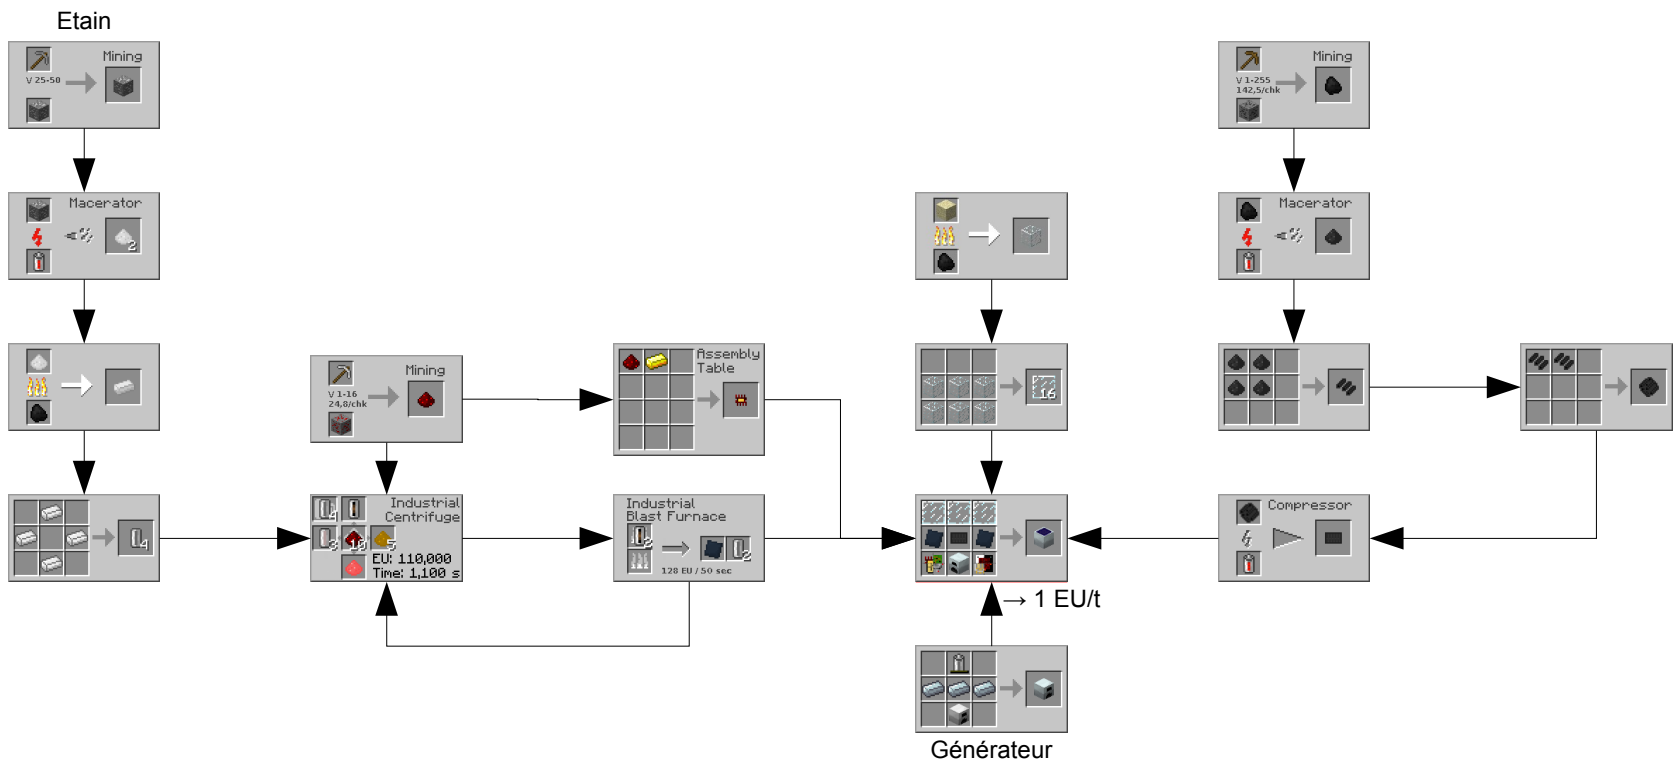 Etain
Mining
V 25-50
Macerator
2
4
Mining
V 1-16
24,8/chk
Assembly
Table
Industrial
Centrifuge
4
3
10
5
EU: 110,000
Time: 1,100 s
Industrial
Blast Furnace
2
2
128 EU / 50 sec
16
→ 1 EU/t
Générateur
Mining
V 1-255
142,5/chk
Macerator
Compressor